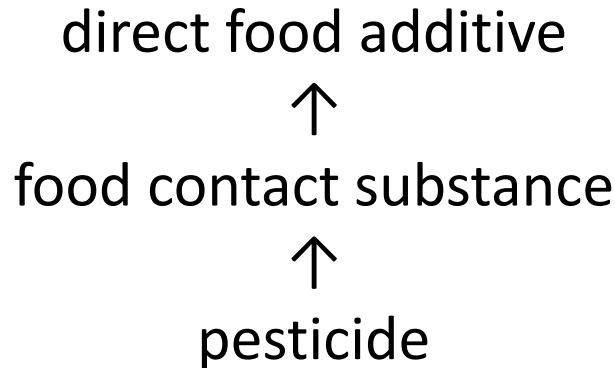 direct food additive
↑
food contact substance
↑
pesticide